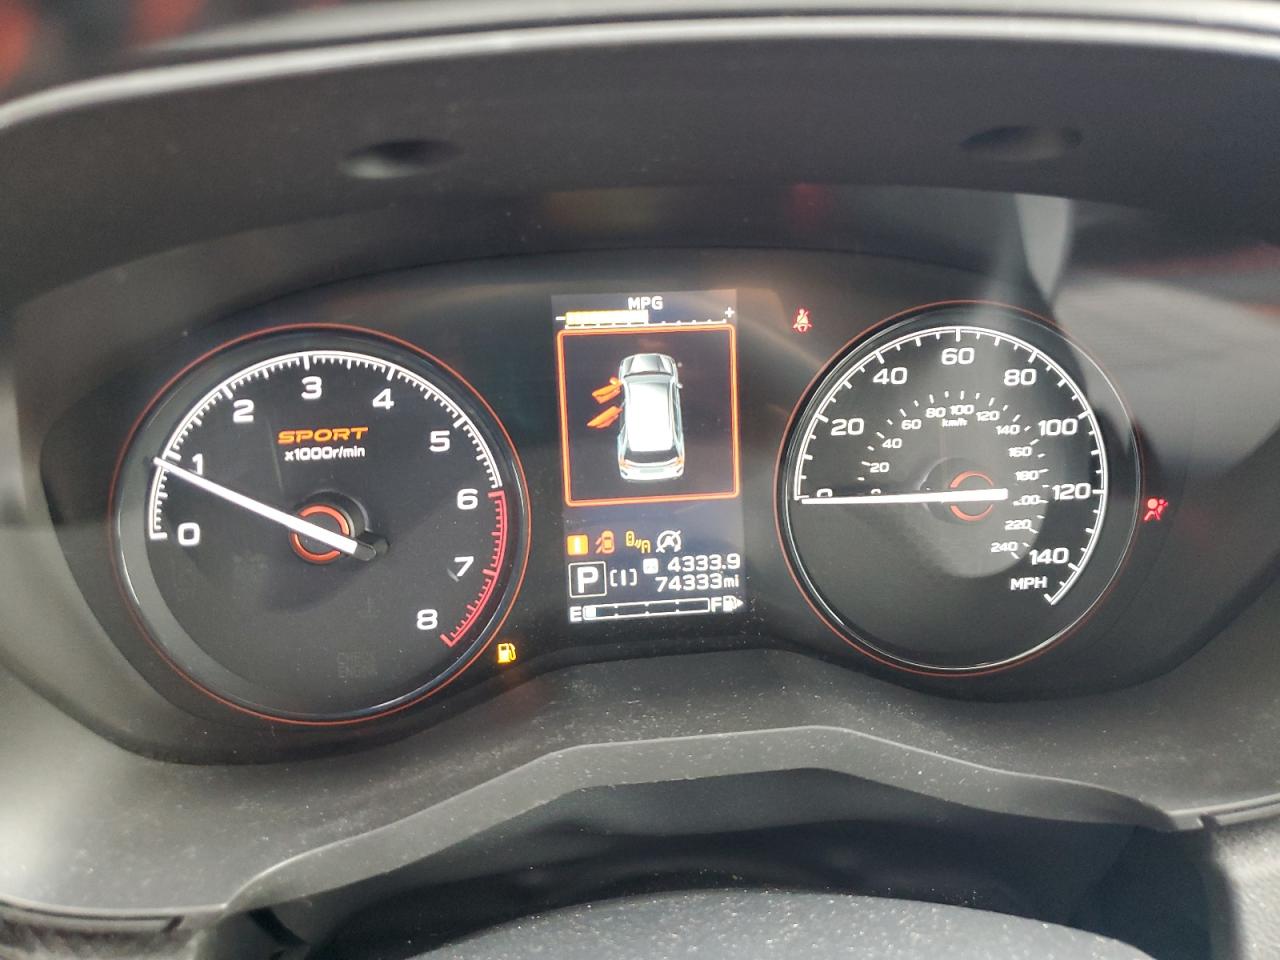 MPG
- +
0 1 2 3 4 5 6 7 8
SPORT
x1000r/min
A
4333.9
P
74333mi
E F
20 40 60 80 100 120 140
20 40 60 80 100 120 140 160 180 200 220 240
km/h
MPH